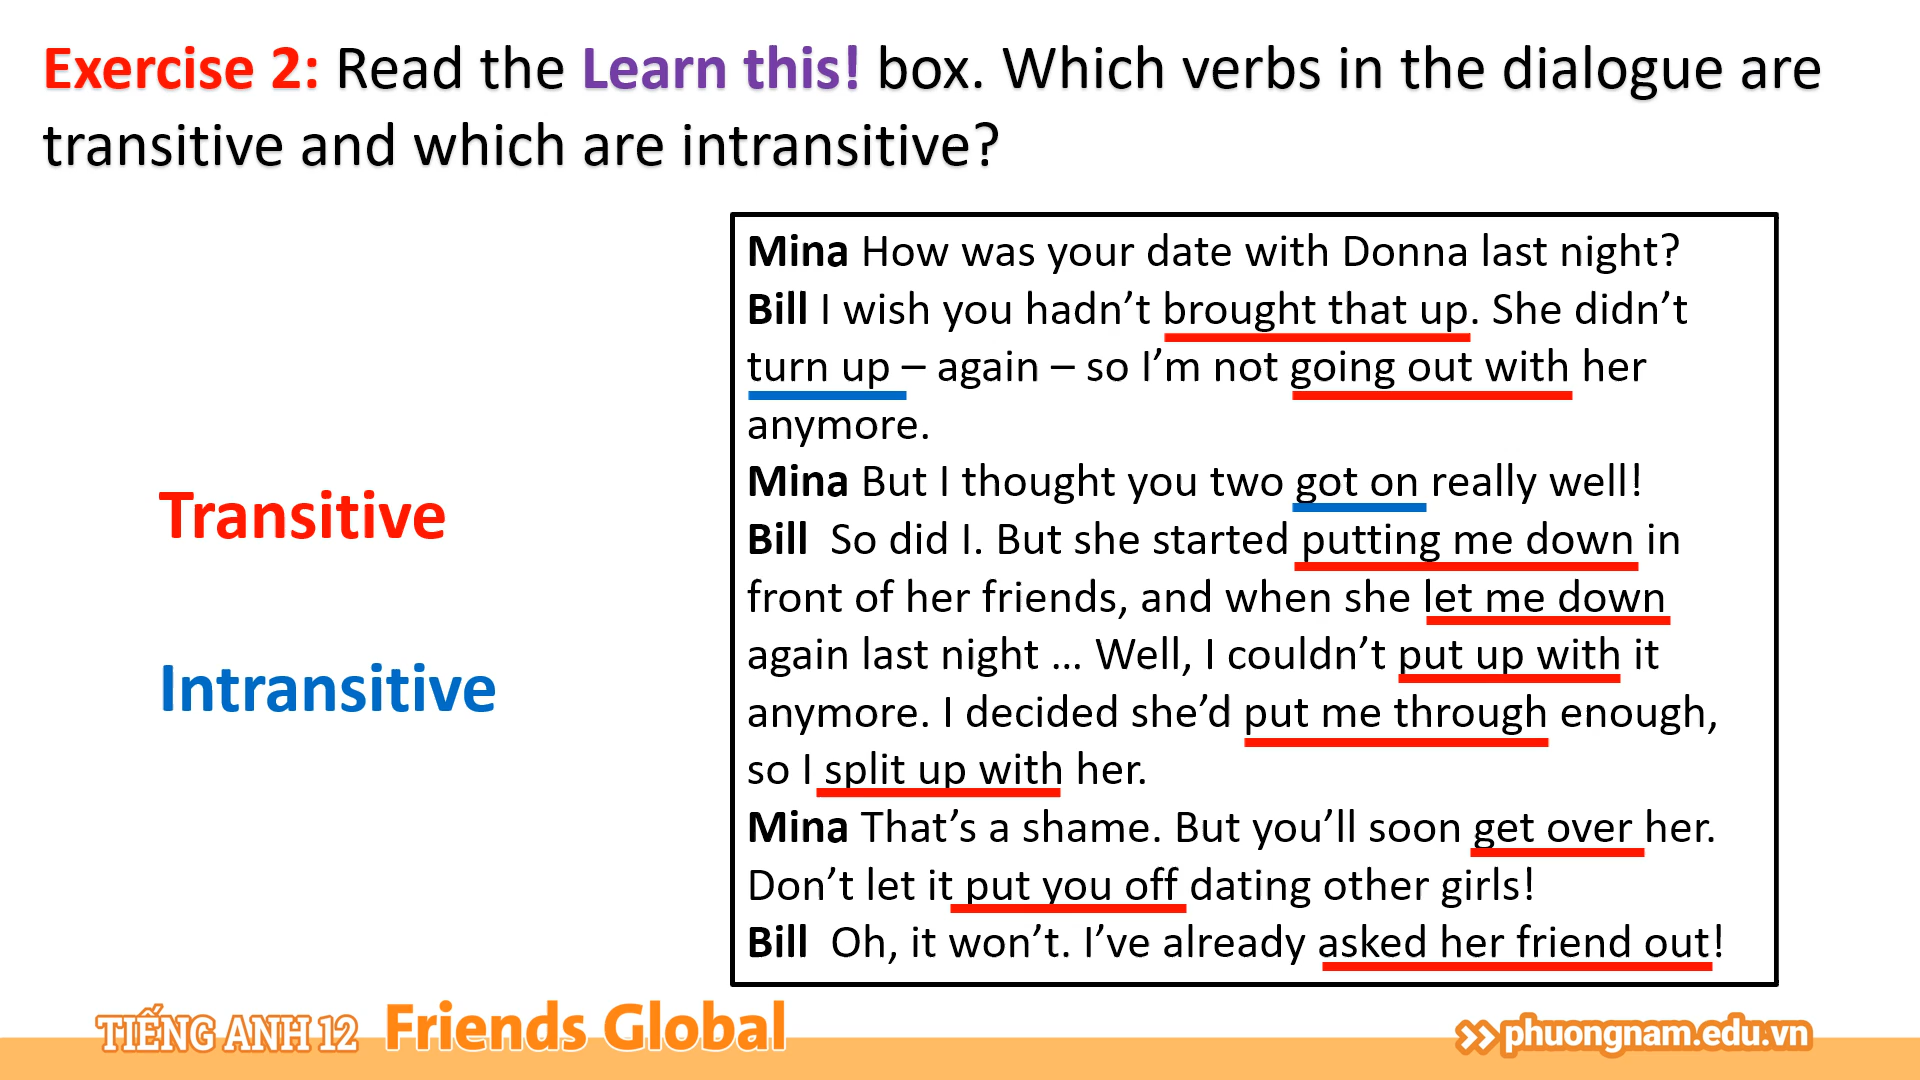 Exercise 2: Read the Learn this! box. Which verbs in the dialogue are
transitive and which are intransitive?
Transitive
Intransitive
Mina How was your date with Donna last night?
Bill I wish you hadn’t brought that up. She didn’t
turn up – again – so I’m not going out with her
anymore.
Mina But I thought you two got on really well!
Bill So did I. But she started putting me down in
front of her friends, and when she let me down
again last night … Well, I couldn’t put up with it
anymore. I decided she’d put me through enough,
so I split up with her.
Mina That’s a shame. But you’ll soon get over her.
Don’t let it put you off dating other girls!
Bill Oh, it won’t. I’ve already asked her friend out!
TIẾNG ANH 12 Friends Global
phuongnam.edu.vn